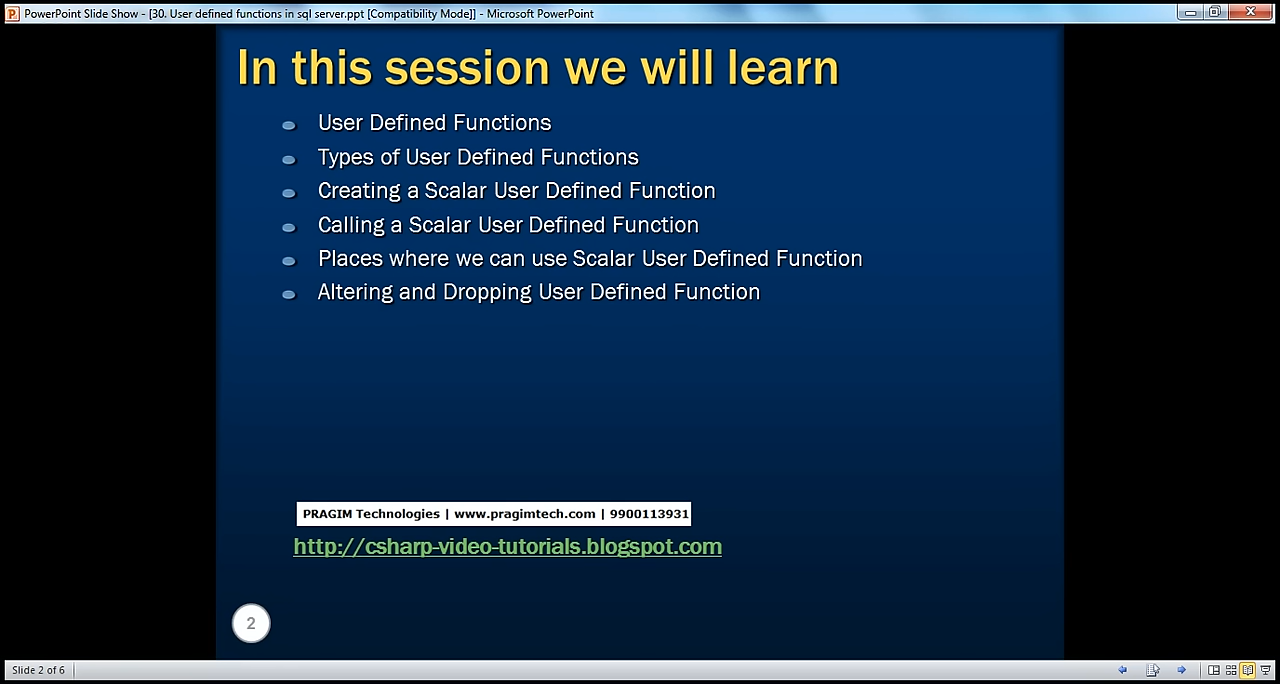 PowerPoint Slide Show - [30. User defined functions in sql server.ppt [Compatibility Mode]] - Microsoft PowerPoint
In this session we will learn
User Defined Functions
Types of User Defined Functions
Creating a Scalar User Defined Function
Calling a Scalar User Defined Function
Places where we can use Scalar User Defined Function
Altering and Dropping User Defined Function
PRAGIM Technologies | www.pragimtech.com | 9900113931
http://csharp-video-tutorials.blogspot.com
2
Slide 2 of 6